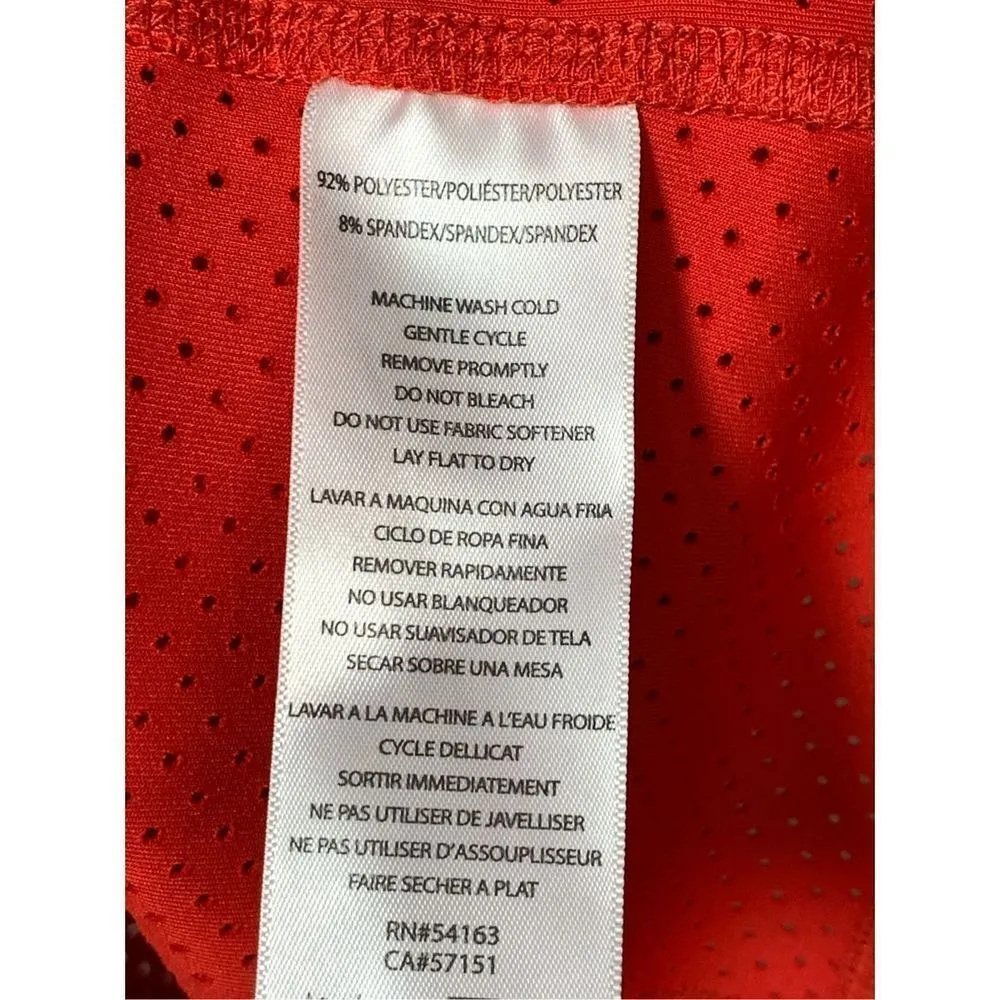 92% POLYESTER/POLIÉSTER/POLYESTER
8% SPANDEX/SPANDEX/SPANDEX
MACHINE WASH COLD
GENTLE CYCLE
REMOVE PROMPTLY
DO NOT BLEACH
DO NOT USE FABRIC SOFTENER
LAY FLAT TO DRY
LAVAR A MAQUINA CON AGUA FRIA
CICLO DE ROPA FINA
REMOVER RAPIDAMENTE
NO USAR BLANQUEADOR
NO USAR SUAVISADOR DE TELA
SECAR SOBRE UNA MESA
LAVAR A LA MACHINE A L'EAU FROIDE
CYCLE DELLICAT
SORTIR IMMEDIATEMENT
NE PAS UTILISER DE JAVELLISER
NE PAS UTILISER D'ASSOUPLISSEUR
FAIRE SECHER A PLAT
RN#54163
CA#57151